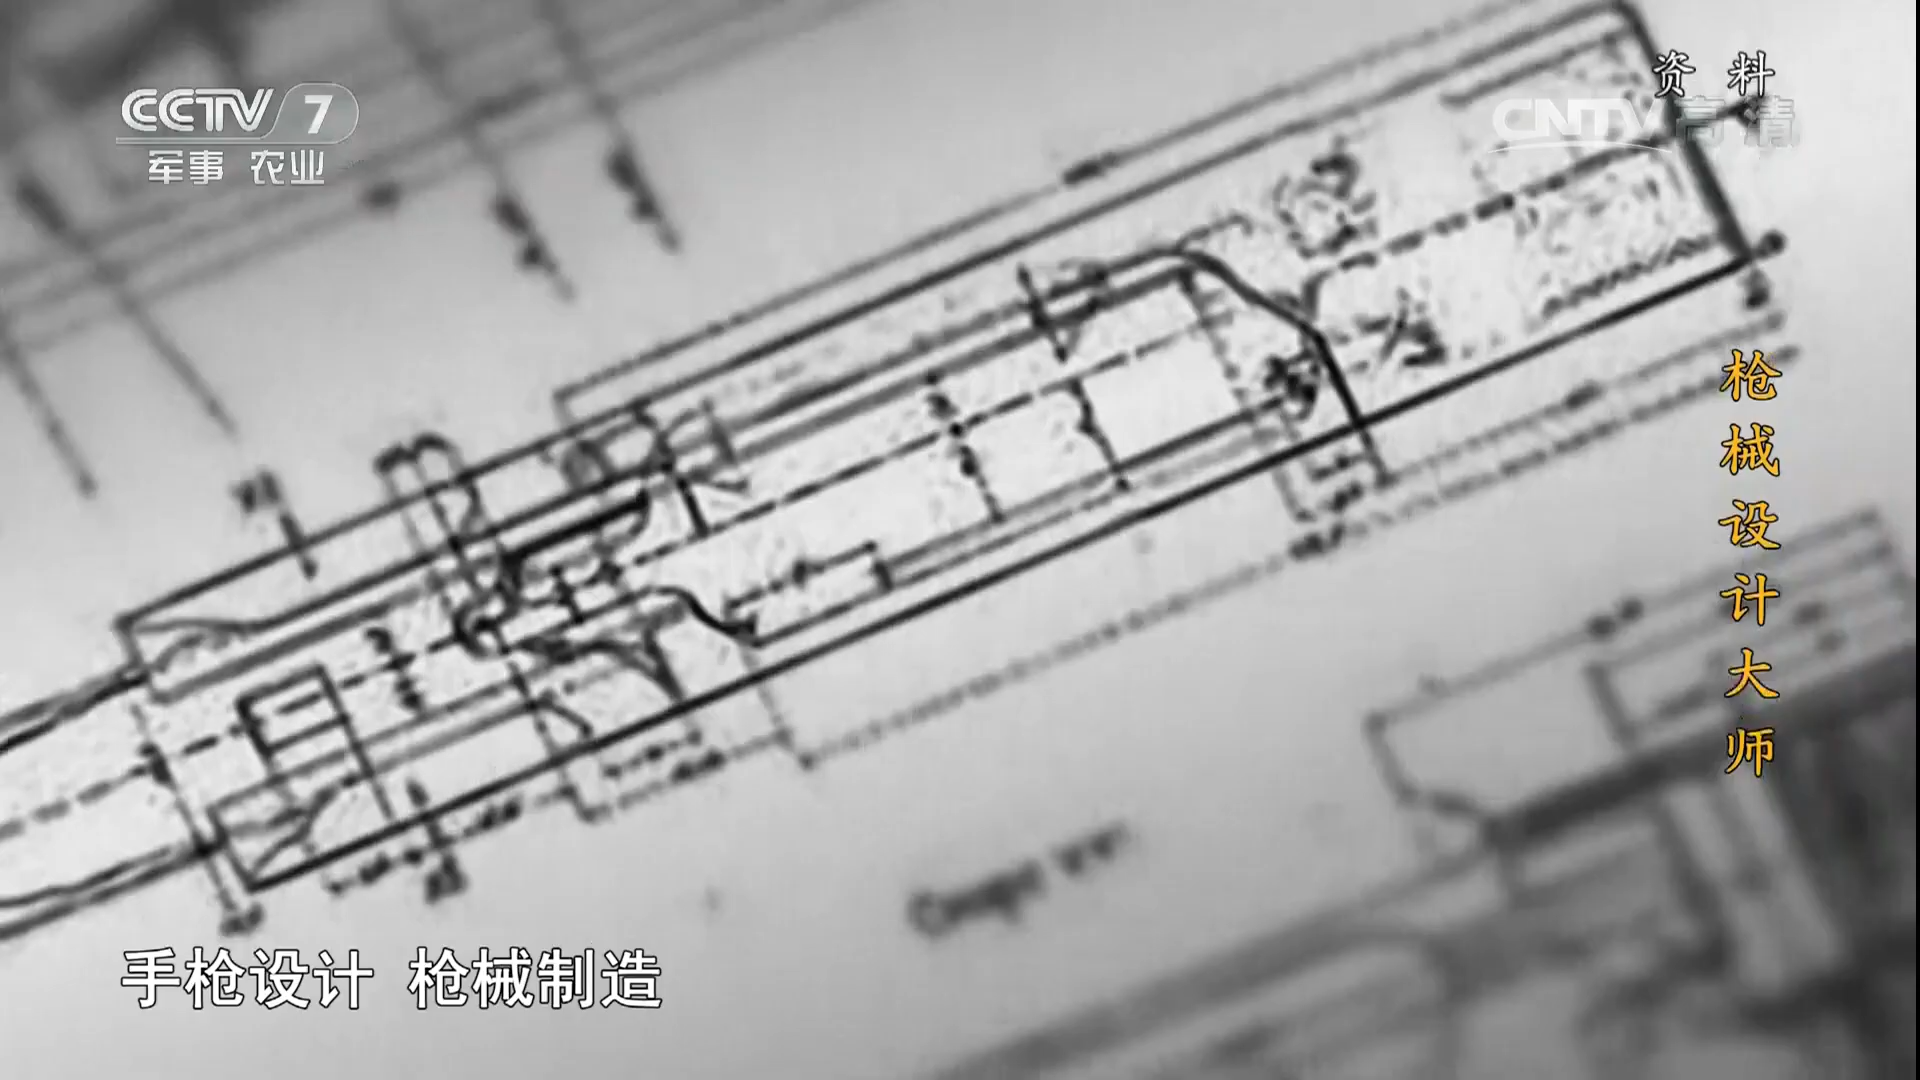 CCTV 7
军事 农业
资 料
CNTV 高清
枪械设计大师
手枪设计 枪械制造